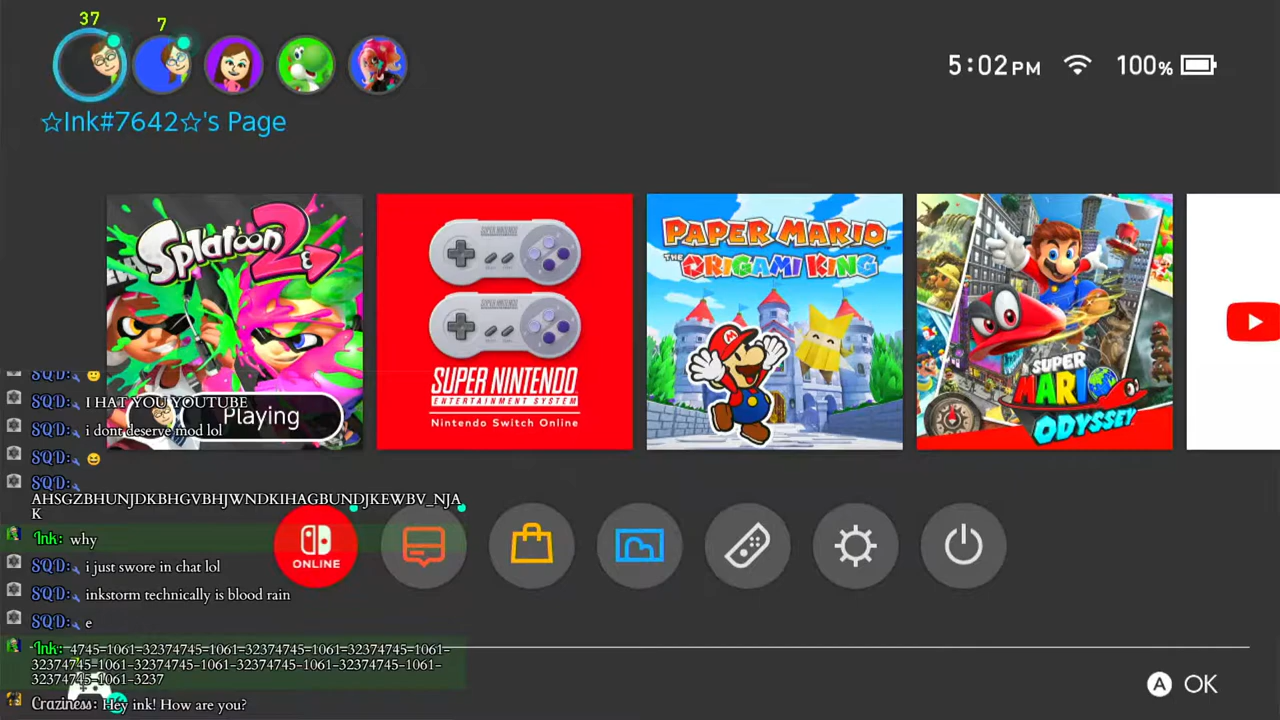 37
7
5:02PM
100%
☆Ink#7642☆'s Page
Splatoon 2
Playing
SUPER NINTENDO
SUPER NINTENDO
SUPER NINTENDO
ENTERTAINMENT SYSTEM
Nintendo Switch Online
PAPER MARIO
THE ORIGAMI KING
SUPER
MARIO
ODYSSEY
SQD: 🙂
SQD: I HAT YOU YOUTUBE
SQD: i dont deserve mod lol
SQD: 😆
SQD:
AHSGZBHUNJDKBHGVBHJWNDKIHAGBUNDJKEWBV_NJA
K
Ink: why
SQD: i just swore in chat lol
SQD: inkstorm technically is blood rain
SQD: e
Ink: 4745-1061-32374745-1061-32374745-1061-
32374745-1061-32374745-1061-32374745-1061-
32374745-1061-3237
Craziness: Hey ink! How are you?
ONLINE
A OK